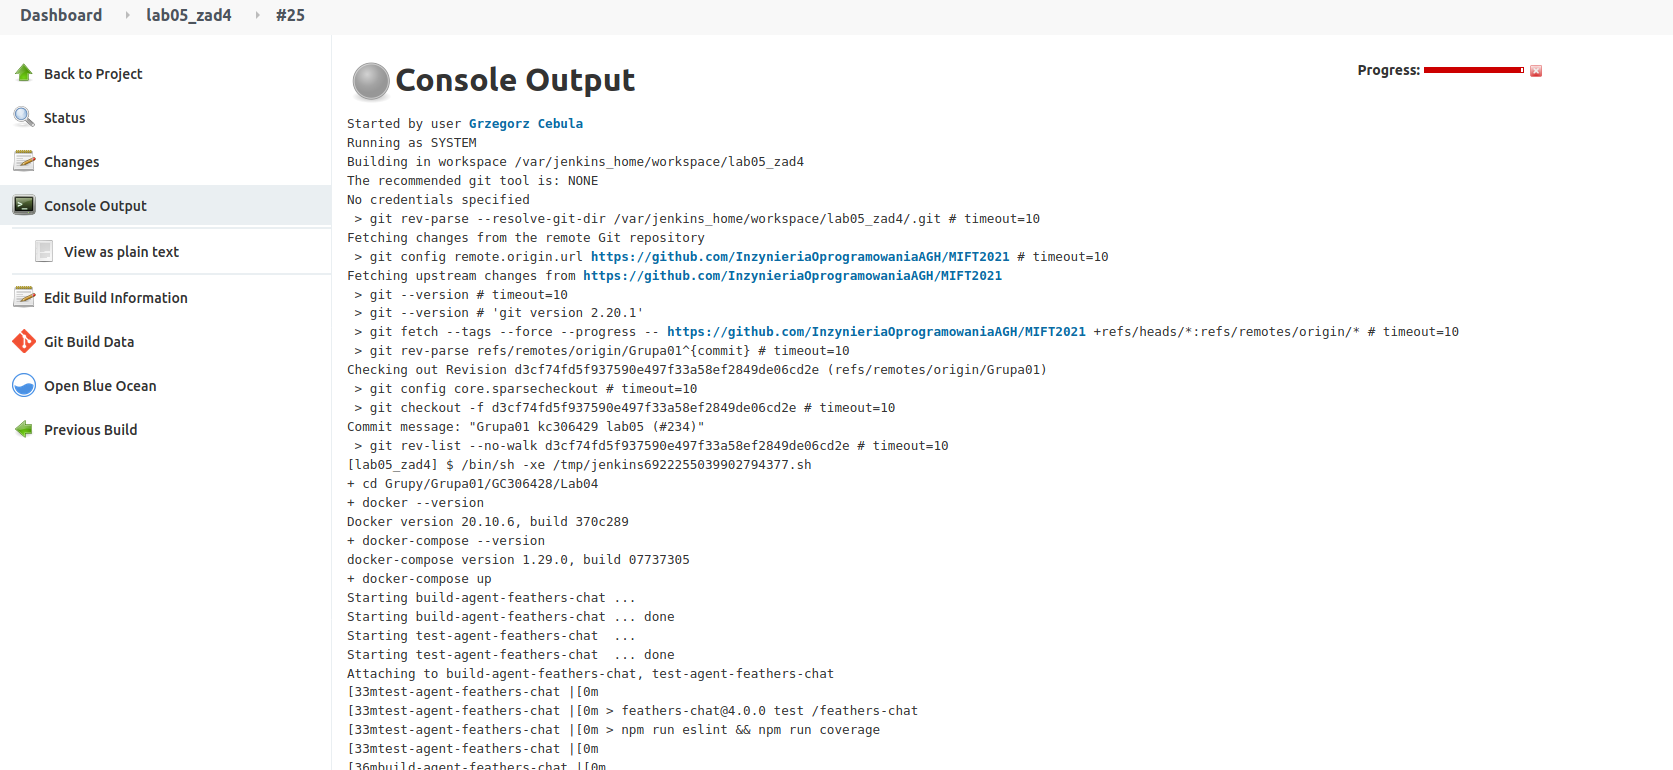 Dashboard lab05_zad4 #25
Back to Project
Status
Changes
Console Output
View as plain text
Edit Build Information
Git Build Data
Open Blue Ocean
Previous Build
Console Output
Progress:
Started by user Grzegorz Cebula
Running as SYSTEM
Building in workspace /var/jenkins_home/workspace/lab05_zad4
The recommended git tool is: NONE
No credentials specified
> git rev-parse --resolve-git-dir /var/jenkins_home/workspace/lab05_zad4/.git # timeout=10
Fetching changes from the remote Git repository
> git config remote.origin.url https://github.com/InzynieriaOprogramowaniaAGH/MIFT2021 # timeout=10
Fetching upstream changes from https://github.com/InzynieriaOprogramowaniaAGH/MIFT2021
> git --version # timeout=10
> git --version # 'git version 2.20.1'
> git fetch --tags --force --progress -- https://github.com/InzynieriaOprogramowaniaAGH/MIFT2021 +refs/heads/*:refs/remotes/origin/* # timeout=10
> git rev-parse refs/remotes/origin/Grupa01^{commit} # timeout=10
Checking out Revision d3cf74fd5f937590e497f33a58ef2849de06cd2e (refs/remotes/origin/Grupa01)
> git config core.sparsecheckout # timeout=10
> git checkout -f d3cf74fd5f937590e497f33a58ef2849de06cd2e # timeout=10
Commit message: "Grupa01 kc306429 lab05 (#234)"
> git rev-list --no-walk d3cf74fd5f937590e497f33a58ef2849de06cd2e # timeout=10
[lab05_zad4] $ /bin/sh -xe /tmp/jenkins6922255039902794377.sh
+ cd Grupy/Grupa01/GC306428/Lab04
+ docker --version
Docker version 20.10.6, build 370c289
+ docker-compose --version
docker-compose version 1.29.0, build 07737305
+ docker-compose up
Starting build-agent-feathers-chat ...
Starting build-agent-feathers-chat ... done
Starting test-agent-feathers-chat  ...
Starting test-agent-feathers-chat  ... done
Attaching to build-agent-feathers-chat, test-agent-feathers-chat
[33mtest-agent-feathers-chat |[0m
[33mtest-agent-feathers-chat |[0m > feathers-chat@4.0.0 test /feathers-chat
[33mtest-agent-feathers-chat |[0m > npm run eslint && npm run coverage
[33mtest-agent-feathers-chat |[0m
[36mbuild-agent-feathers-chat |[0m